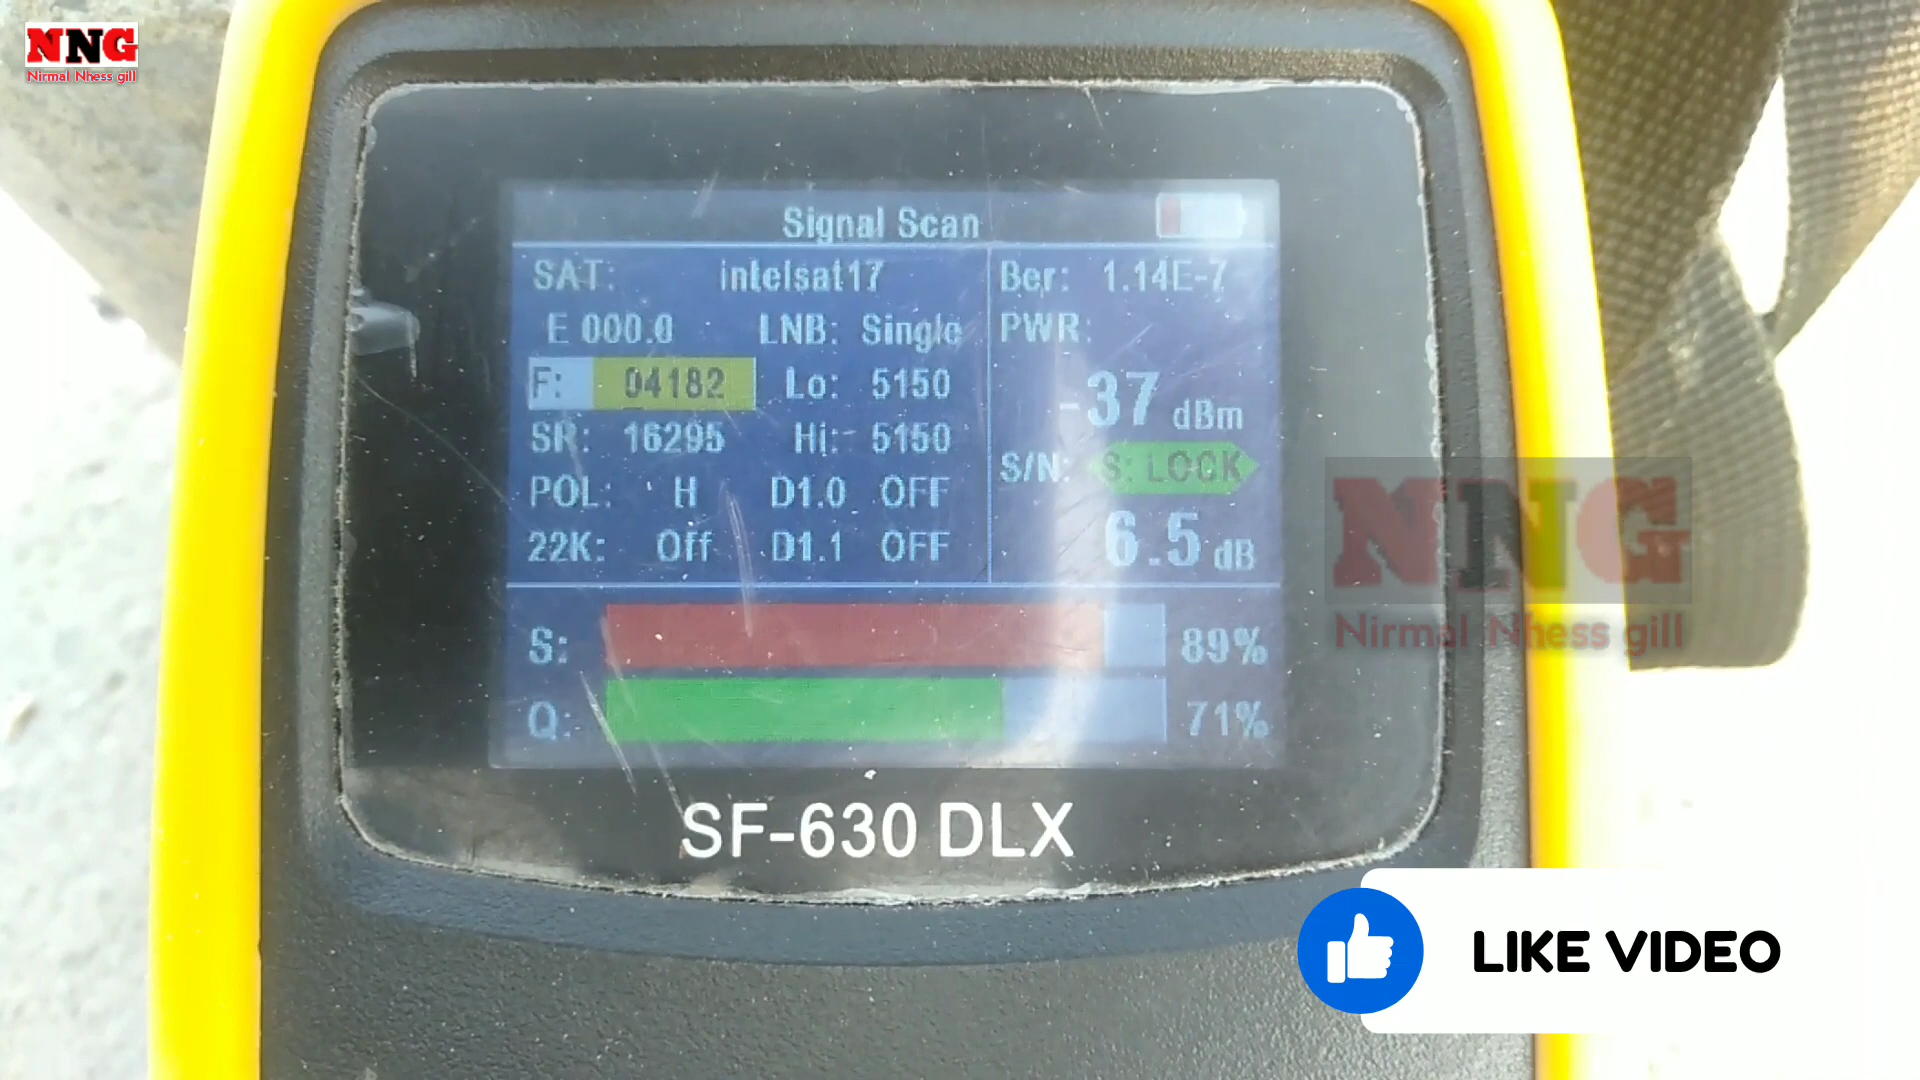 NNG
Nirmal Nhess gill
Signal Scan
SAT: intelsat17
E 000.0 LNB: Single
F: 04182 Lo: 5150
SR: 16295 Hi: 5150
POL: H D1.0 OFF
22K: Off D1.1 OFF
Ber: 1.14E-7
PWR:
-37 dBm
S/N: S: LOCK
6.5 dB
S: 89%
Q: 71%
SF-630 DLX
NNG
Nirmal Nhess gill
LIKE VIDEO